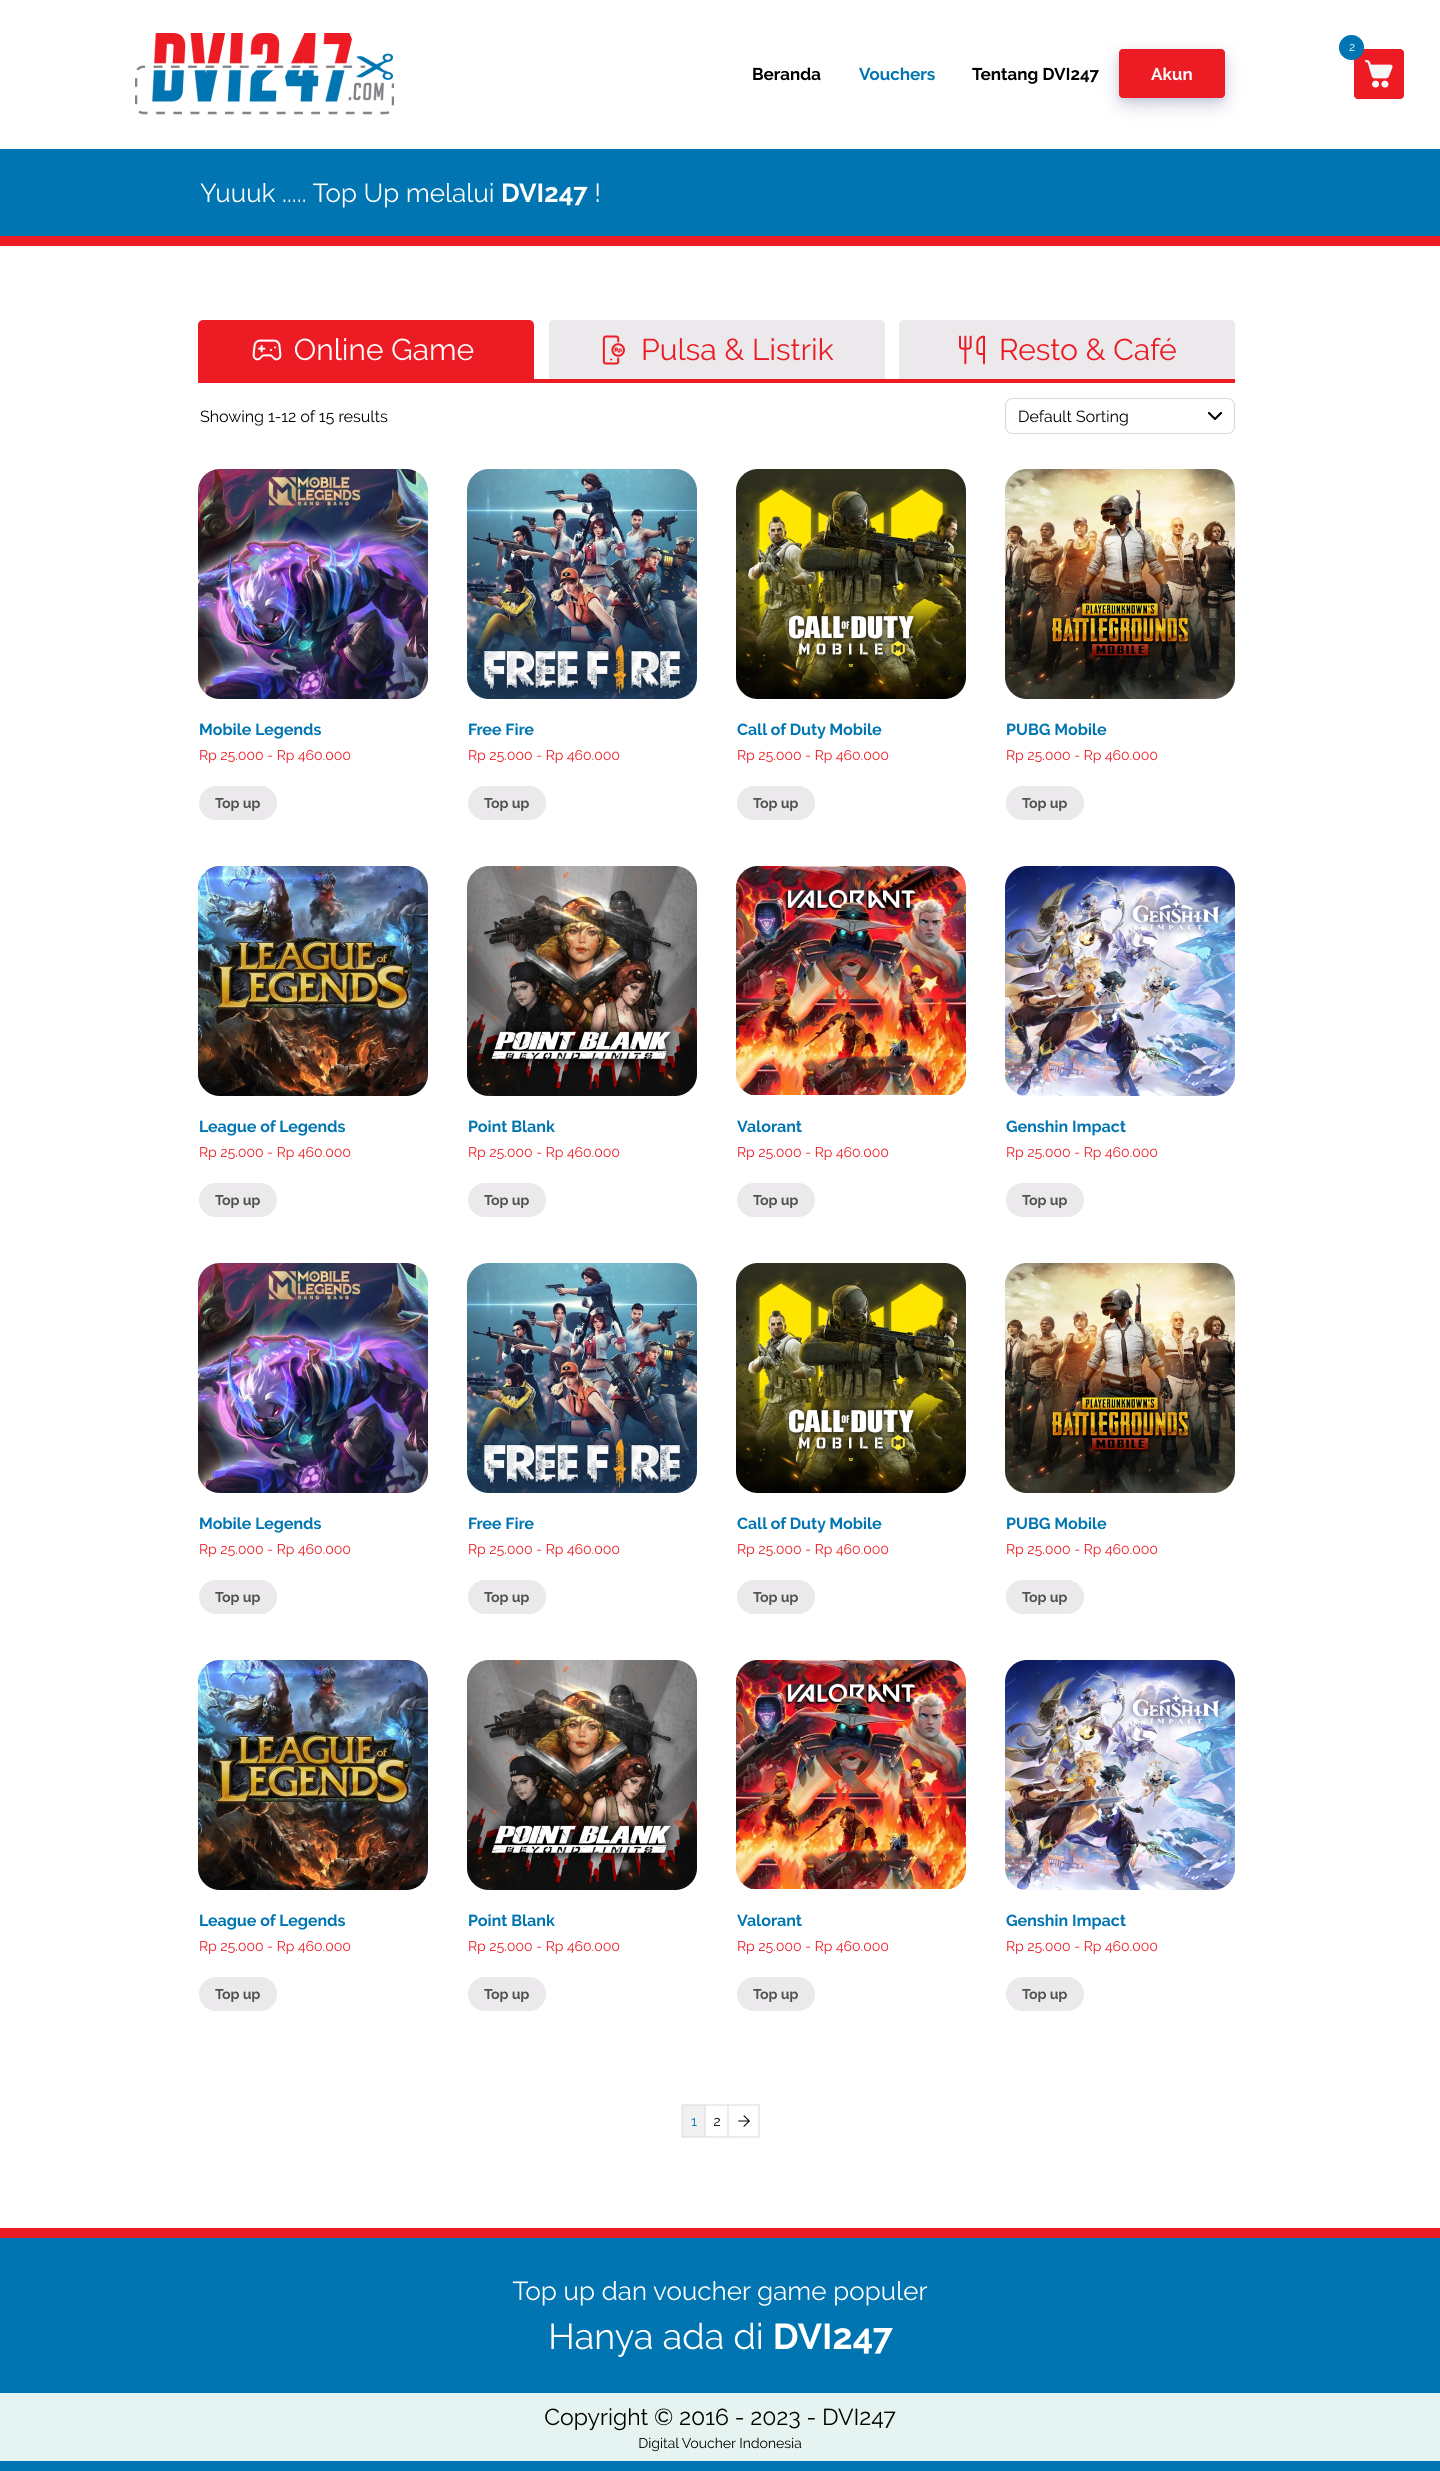 DVI247
.COM
Beranda
Vouchers
Tentang DVI247
Akun
2
Yuuuk ..... Top Up melalui DVI247 !
Online Game
Pulsa & Listrik
Resto & Café
Showing 1-12 of 15 results
Default Sorting
MOBILE
LEGENDS
BANG BANG
FREE FIRE
CALL OF DUTY
MOBILE
PLAYERUNKNOWN'S
BATTLEGROUNDS
MOBILE
Mobile Legends
Free Fire
Call of Duty Mobile
PUBG Mobile
Rp 25.000 - Rp 460.000
Rp 25.000 - Rp 460.000
Rp 25.000 - Rp 460.000
Rp 25.000 - Rp 460.000
Top up
Top up
Top up
Top up
LEAGUE of
LEGENDS
POINT BLANK
BEYOND LIMITS
VALORANT
GENSHIN
IMPACT
League of Legends
Point Blank
Valorant
Genshin Impact
Rp 25.000 - Rp 460.000
Rp 25.000 - Rp 460.000
Rp 25.000 - Rp 460.000
Rp 25.000 - Rp 460.000
Top up
Top up
Top up
Top up
MOBILE
LEGENDS
BANG BANG
FREE FIRE
CALL OF DUTY
MOBILE
PLAYERUNKNOWN'S
BATTLEGROUNDS
MOBILE
Mobile Legends
Free Fire
Call of Duty Mobile
PUBG Mobile
Rp 25.000 - Rp 460.000
Rp 25.000 - Rp 460.000
Rp 25.000 - Rp 460.000
Rp 25.000 - Rp 460.000
Top up
Top up
Top up
Top up
LEAGUE of
LEGENDS
POINT BLANK
BEYOND LIMITS
VALORANT
GENSHIN
IMPACT
League of Legends
Point Blank
Valorant
Genshin Impact
Rp 25.000 - Rp 460.000
Rp 25.000 - Rp 460.000
Rp 25.000 - Rp 460.000
Rp 25.000 - Rp 460.000
Top up
Top up
Top up
Top up
1 2 →
Top up dan voucher game populer
Hanya ada di DVI247
Copyright © 2016 - 2023 - DVI247
Digital Voucher Indonesia